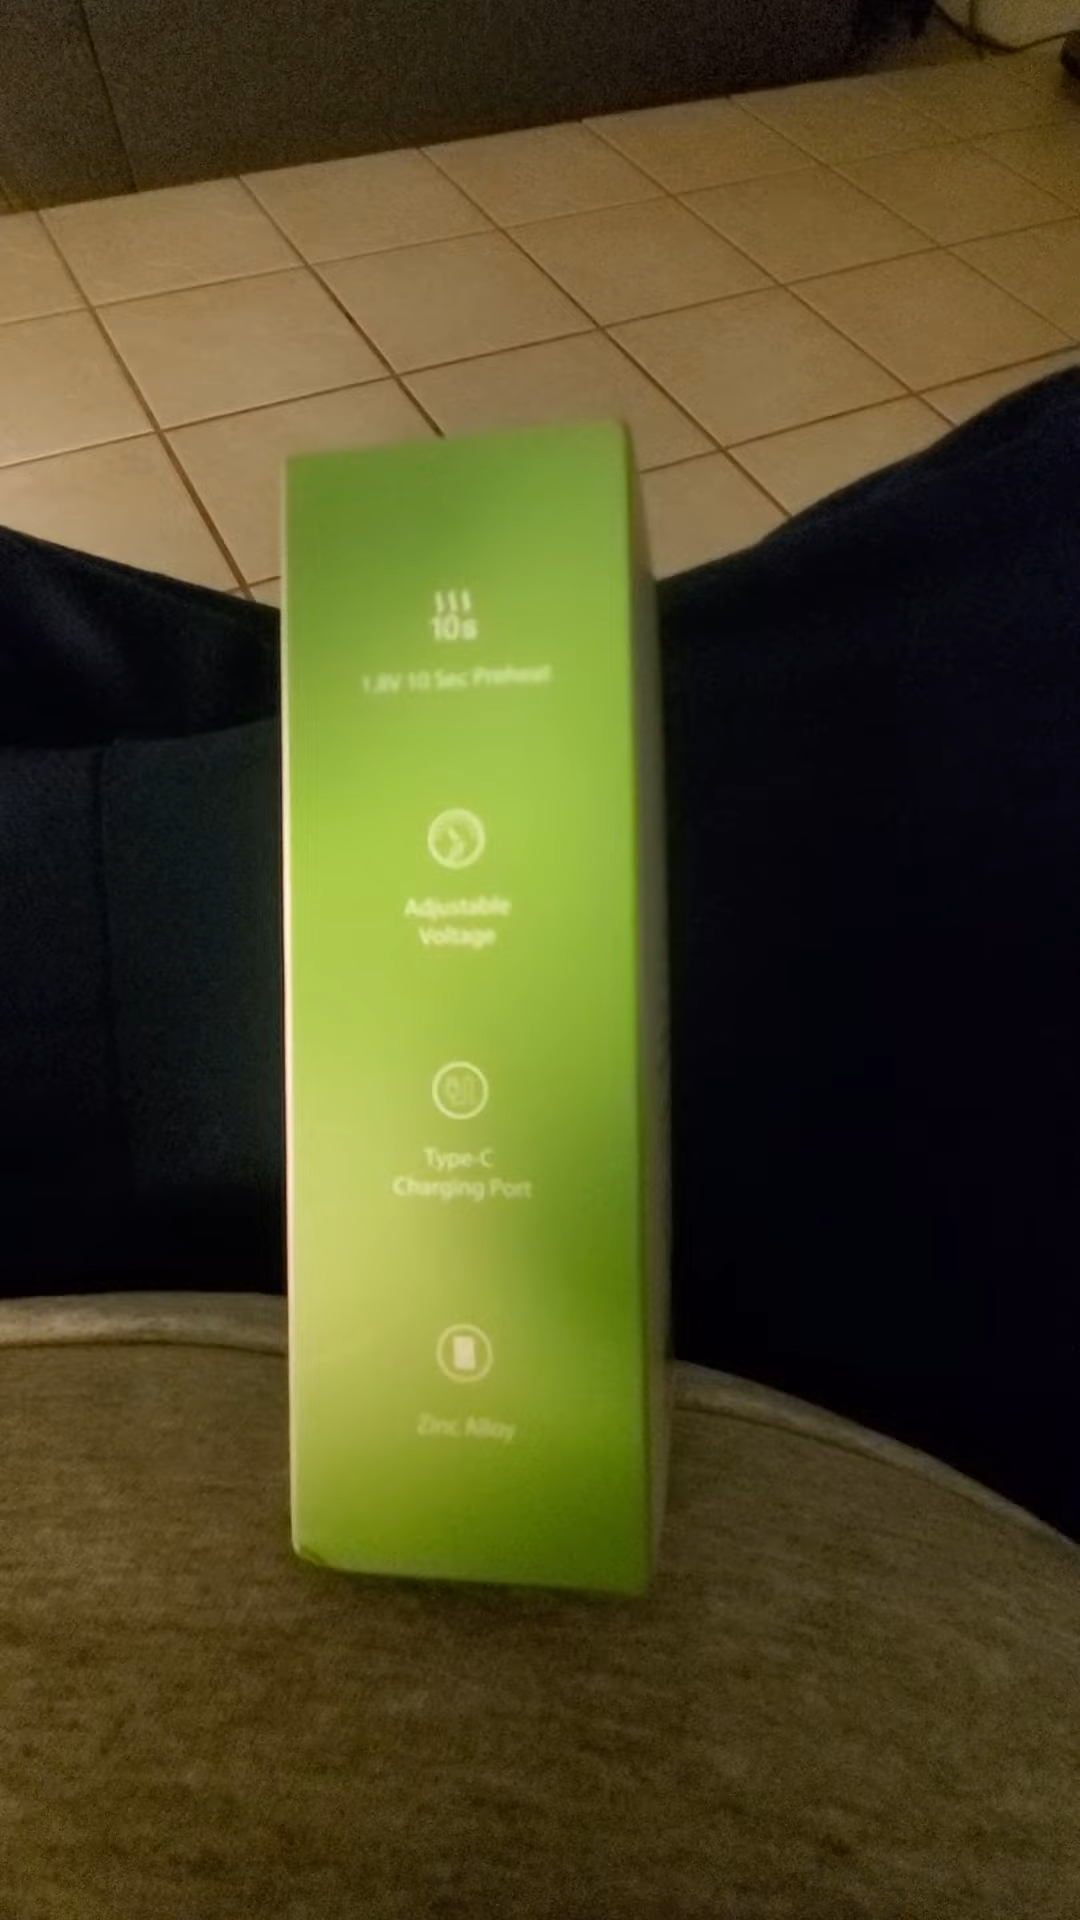 10s
1.8V 10 Sec Preheat
Adjustable
Voltage
Type-C
Charging Port
Zinc Alloy